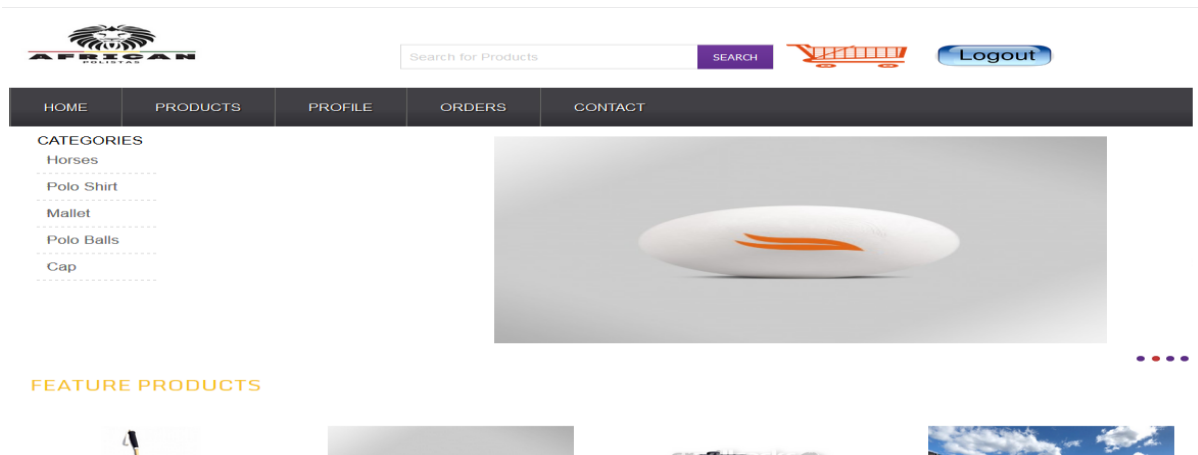 AFRICAN
POLISTAS
Search for Products
SEARCH
Logout
HOME PRODUCTS PROFILE ORDERS CONTACT
CATEGORIES
Horses
Polo Shirt
Mallet
Polo Balls
Cap
FEATURE PRODUCTS